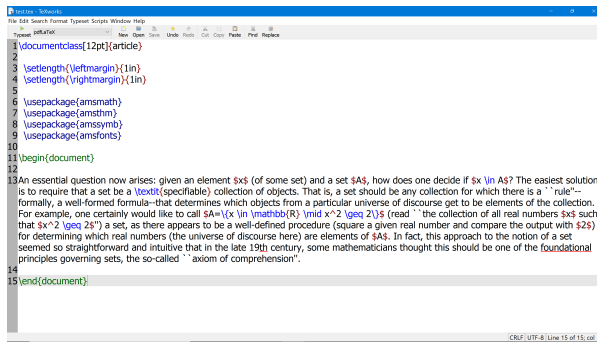 test.tex - TeXworks
File Edit Search Format Typeset Scripts Window Help
Typeset pdfLaTeX New Open Save Undo Redo Cut Copy Paste Find Replace
1 \documentclass[12pt]{article}
2
3 \setlength{\leftmargin}{1in}
4 \setlength{\rightmargin}{1in}
5
6 \usepackage{amsmath}
7 \usepackage{amsthm}
8 \usepackage{amssymb}
9 \usepackage{amsfonts}
10
11 \begin{document}
12
13 An essential question now arises: given an element $x$ (of some set) and a set $A$, how does one decide if $x \in A$? The easiest solution
is to require that a set be a \textit{specifiable} collection of objects. That is, a set should be any collection for which there is a ``rule"--
formally, a well-formed formula--that determines which objects from a particular universe of discourse get to be elements of the collection.
For example, one certainly would like to call $A=\{x \in \mathbb{R} \mid x^2 \geq 2\}$ (read ``the collection of all real numbers $x$ such
that $x^2 \geq 2$") a set, as there appears to be a well-defined procedure (square a given real number and compare the output with $2$)
for determining which real numbers (the universe of discourse here) are elements of $A$. In fact, this approach to the notion of a set
seemed so straightforward and intuitive that in the late 19th century, some mathematicians thought this should be one of the foundational
principles governing sets, the so-called ``axiom of comprehension".
14
15 \end{document}
CRLF UTF-8 Line 15 of 15; col